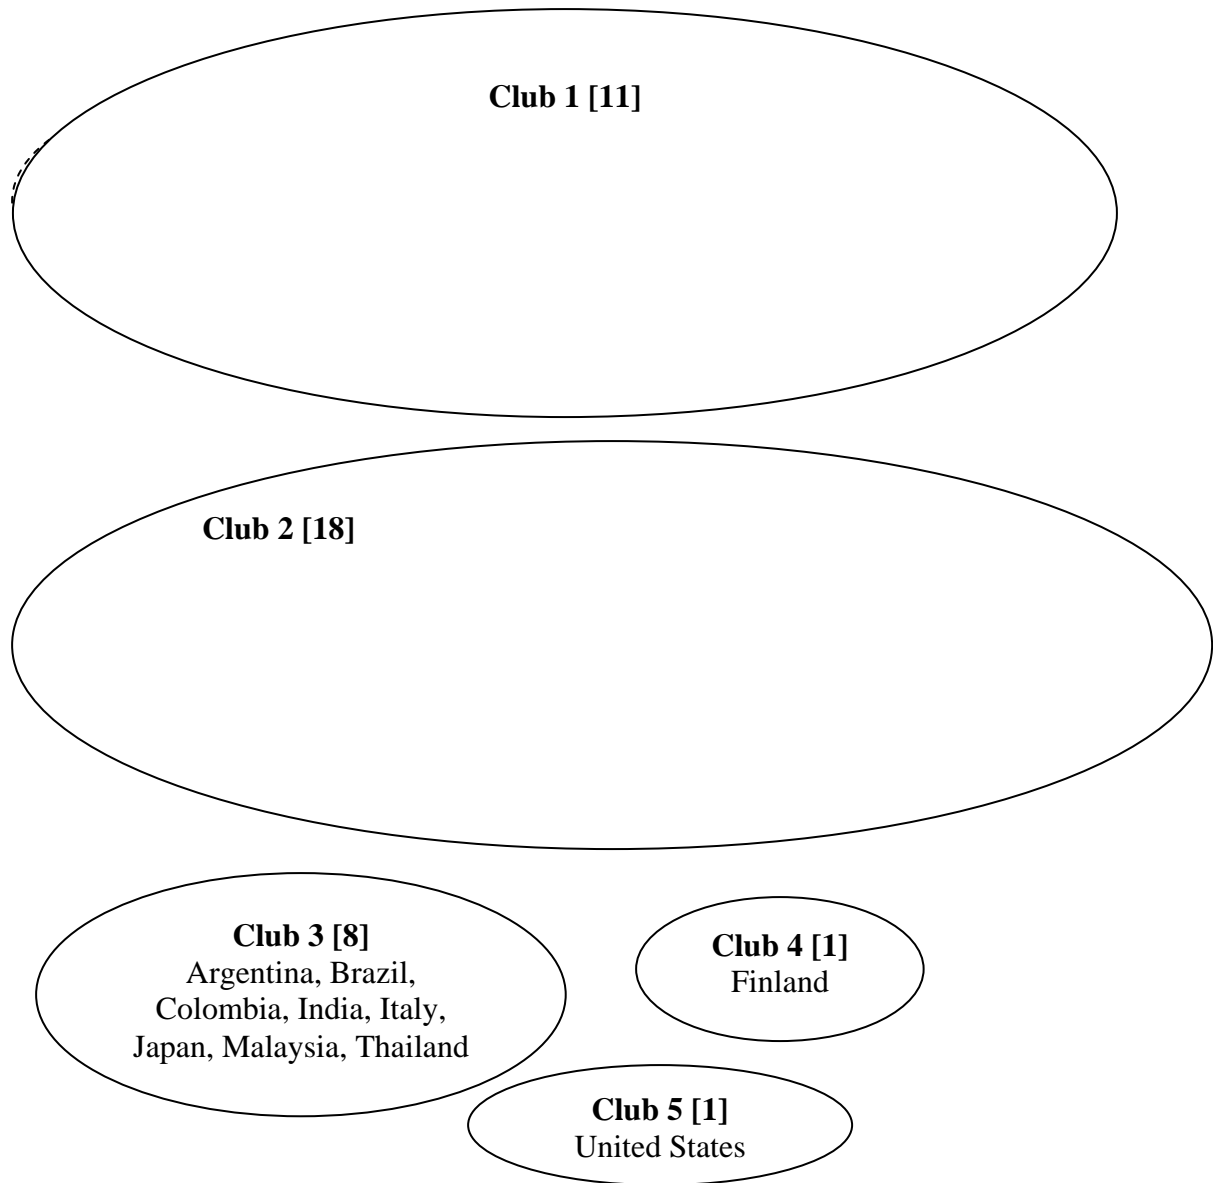 Club 1 [11]
Club 2 [18]
Club 3 [8]
Argentina, Brazil,
Colombia, India, Italy,
Japan, Malaysia, Thailand
Club 4 [1]
Finland
Club 5 [1]
United States